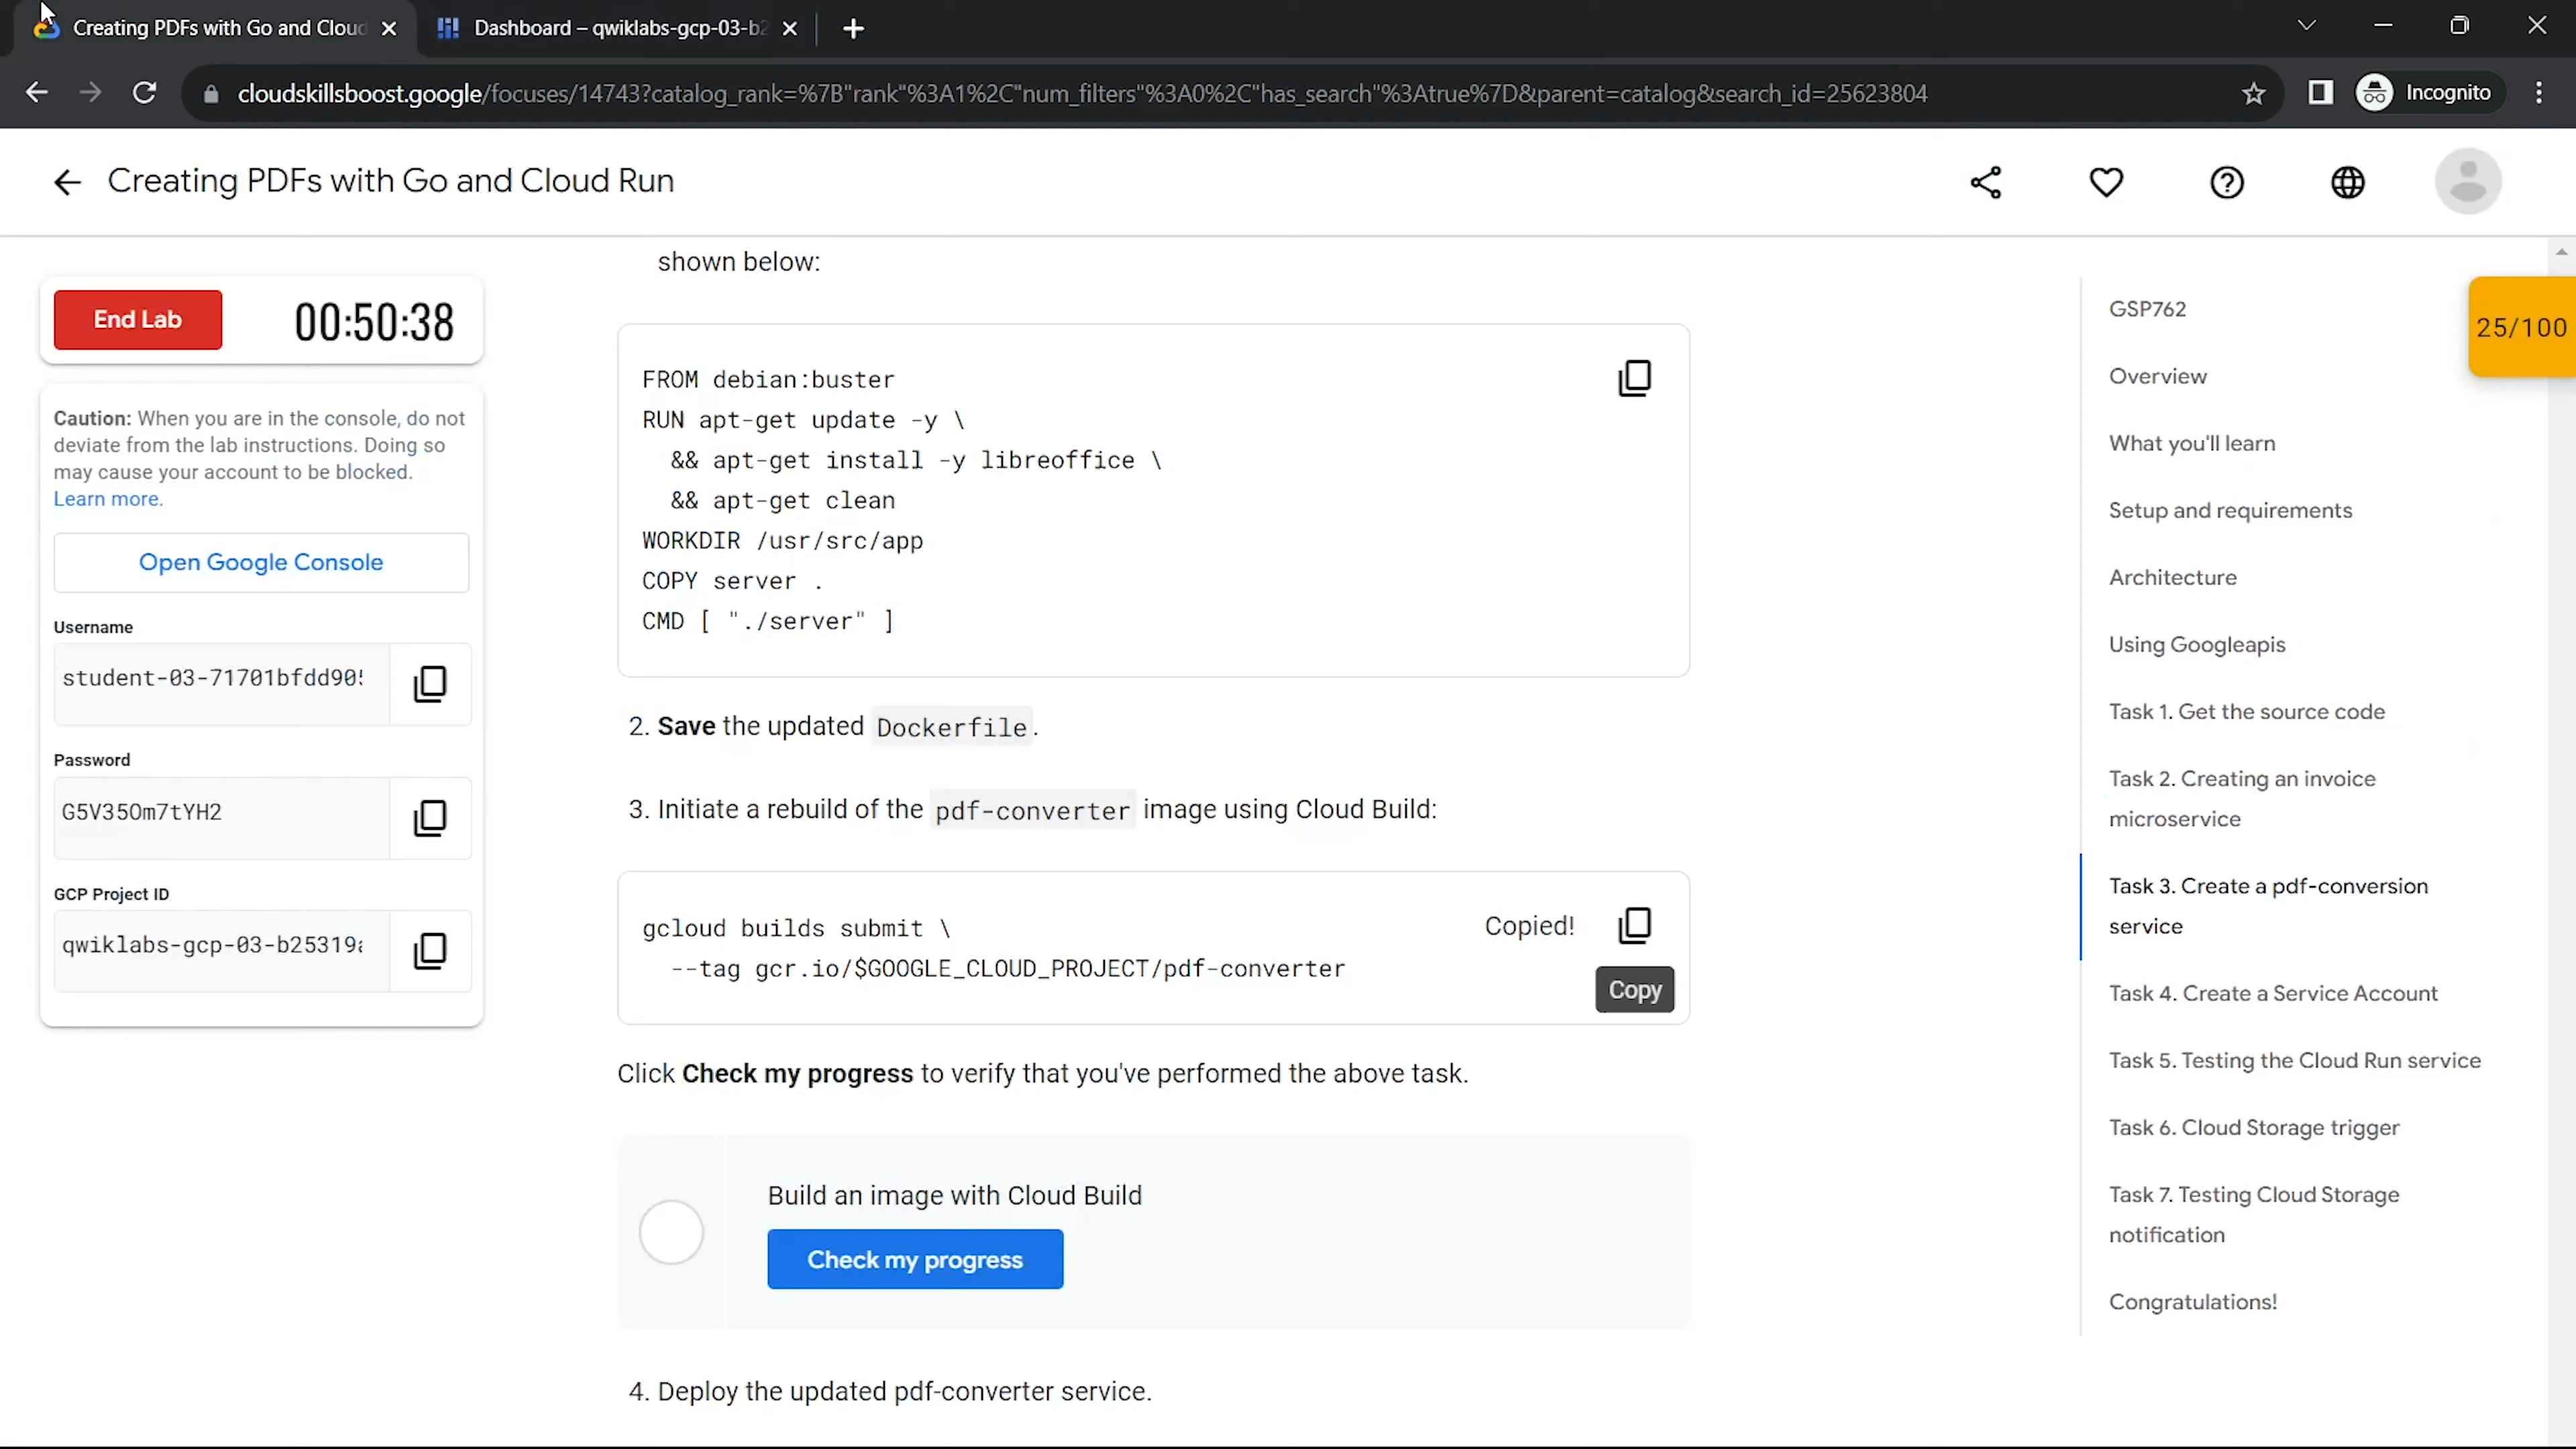 Creating PDFs with Go and Cloud
Dashboard – qwiklabs-gcp-03-b2
cloudskillsboost.google/focuses/14743?catalog_rank=%7B"rank"%3A1%2C"num_filters"%3A0%2C"has_search"%3Atrue%7D&parent=catalog&search_id=25623804
Incognito
Creating PDFs with Go and Cloud Run
End Lab
00:50:38
Caution: When you are in the console, do not
deviate from the lab instructions. Doing so
may cause your account to be blocked.
Learn more.
Open Google Console
Username
student-03-71701bfdd905
Password
G5V35Om7tYH2
GCP Project ID
qwiklabs-gcp-03-b25319a
shown below:
FROM debian:buster
RUN apt-get update -y \
&& apt-get install -y libreoffice \
&& apt-get clean
WORKDIR /usr/src/app
COPY server .
CMD [ "./server" ]
2. Save the updated Dockerfile.
3. Initiate a rebuild of the pdf-converter image using Cloud Build:
gcloud builds submit \
--tag gcr.io/$GOOGLE_CLOUD_PROJECT/pdf-converter
Copied!
Copy
Click Check my progress to verify that you've performed the above task.
Build an image with Cloud Build
Check my progress
4. Deploy the updated pdf-converter service.
GSP762
Overview
What you'll learn
Setup and requirements
Architecture
Using Googleapis
Task 1. Get the source code
Task 2. Creating an invoice
microservice
Task 3. Create a pdf-conversion
service
Task 4. Create a Service Account
Task 5. Testing the Cloud Run service
Task 6. Cloud Storage trigger
Task 7. Testing Cloud Storage
notification
Congratulations!
25/100